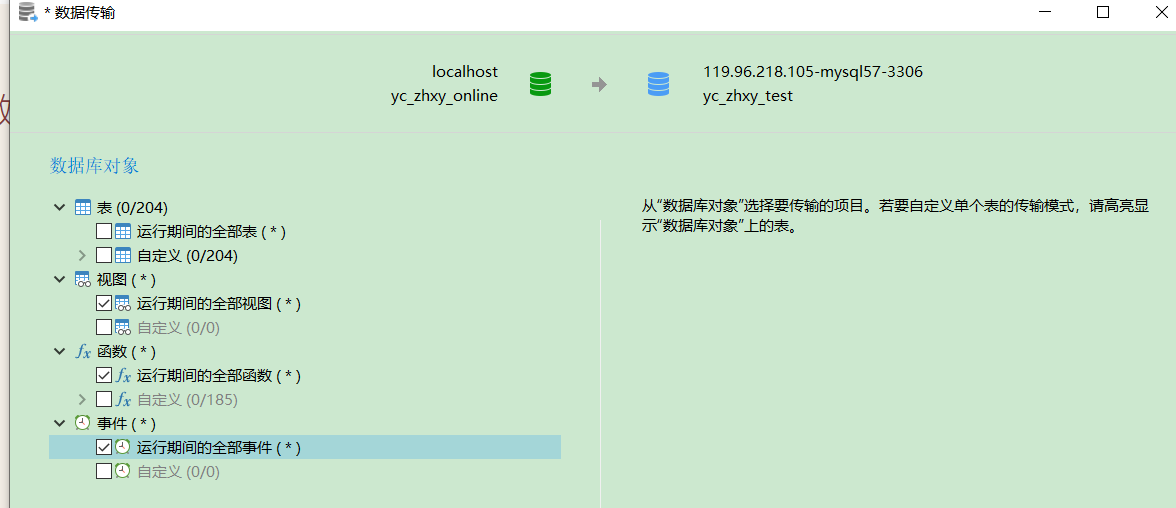 * 数据传输
localhost
yc_zhxy_online
119.96.218.105-mysql57-3306
yc_zhxy_test
数据库对象
表 (0/204)
运行期间的全部表 ( * )
自定义 (0/204)
视图 ( * )
运行期间的全部视图 ( * )
自定义 (0/0)
fx 函数 ( * )
fx 运行期间的全部函数 ( * )
fx 自定义 (0/185)
事件 ( * )
运行期间的全部事件 ( * )
自定义 (0/0)
从“数据库对象”选择要传输的项目。若要自定义单个表的传输模式，请高亮显
示“数据库对象”上的表。